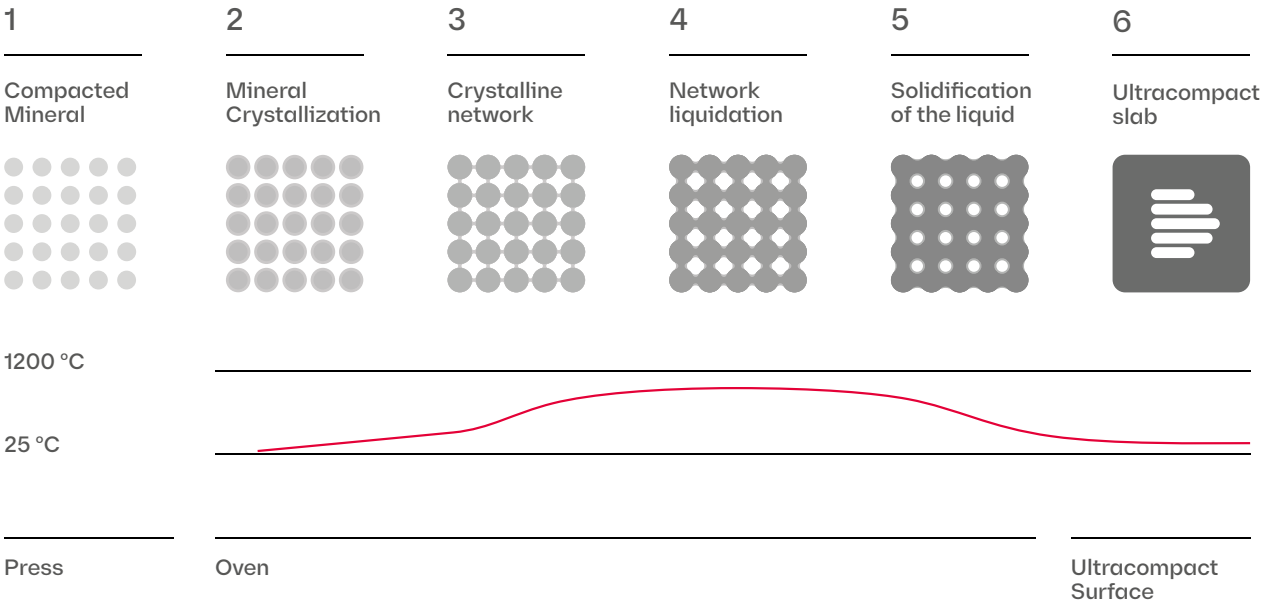 1
2
3
4
5
6
Compacted
Mineral
Mineral
Crystallization
Crystalline
network
Network
liquidation
Solidification
of the liquid
Ultracompact
slab
1200 °C
25 °C
Press
Oven
Ultracompact
Surface